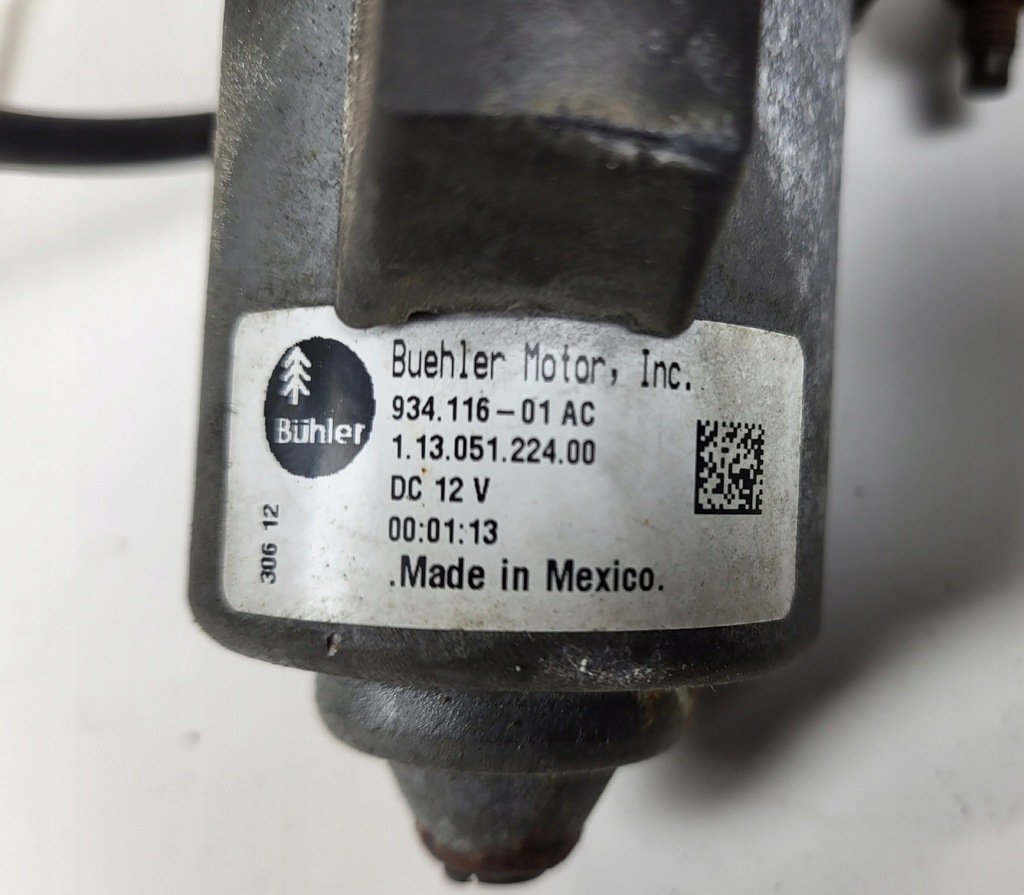 Bühler
Buehler Motor, Inc.
934.116-01 AC
1.13.051.224.00
DC 12 V
00:01:13
.Made in Mexico.
306 12